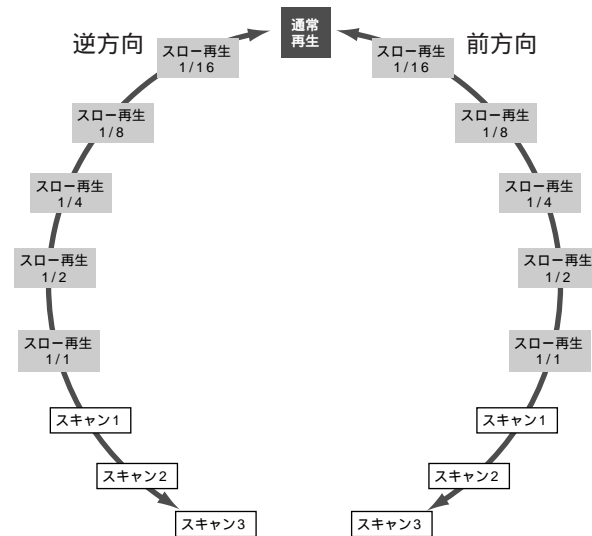 通常
再生
逆方向
前方向
スロー再生
1/16
スロー再生
1/16
スロー再生
1/8
スロー再生
1/8
スロー再生
1/4
スロー再生
1/4
スロー再生
1/2
スロー再生
1/2
スロー再生
1/1
スロー再生
1/1
スキャン1
スキャン1
スキャン2
スキャン2
スキャン3
スキャン3